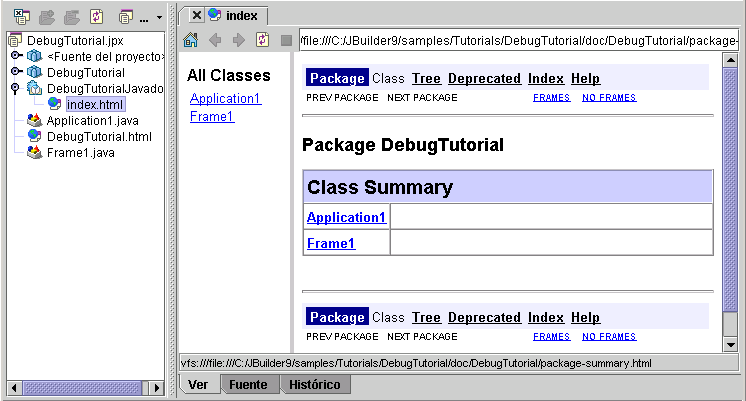 ...
DebugTutorial.jpx
<Fuente del proyecto>
DebugTutorial
DebugTutorialJavado
index.html
Application1.java
DebugTutorial.html
Frame1.java
index
/file:///C:/JBuilder9/samples/Tutorials/DebugTutorial/doc/DebugTutorial/package-
All Classes
Application1
Frame1
Package Class Tree Deprecated Index Help
PREV PACKAGE NEXT PACKAGE FRAMES NO FRAMES
Package DebugTutorial
Class Summary
Application1
Frame1
Package Class Tree Deprecated Index Help
PREV PACKAGE NEXT PACKAGE FRAMES NO FRAMES
vfs:///file:///C:/JBuilder9/samples/Tutorials/DebugTutorial/doc/DebugTutorial/package-summary.html
Ver Fuente Histórico